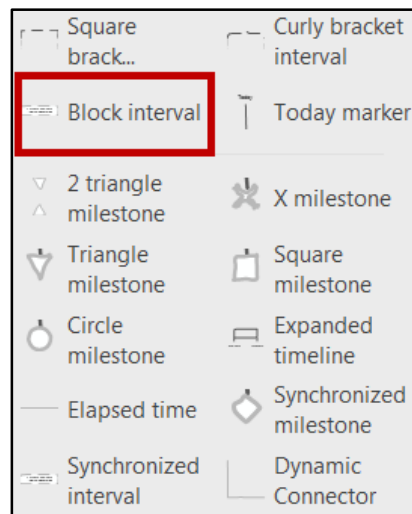 Square
brack...
Curly bracket
interval
Block interval
Today marker
2 triangle
milestone
X milestone
Triangle
milestone
Square
milestone
Circle
milestone
Expanded
timeline
Elapsed time
Synchronized
milestone
Synchronized
interval
Dynamic
Connector